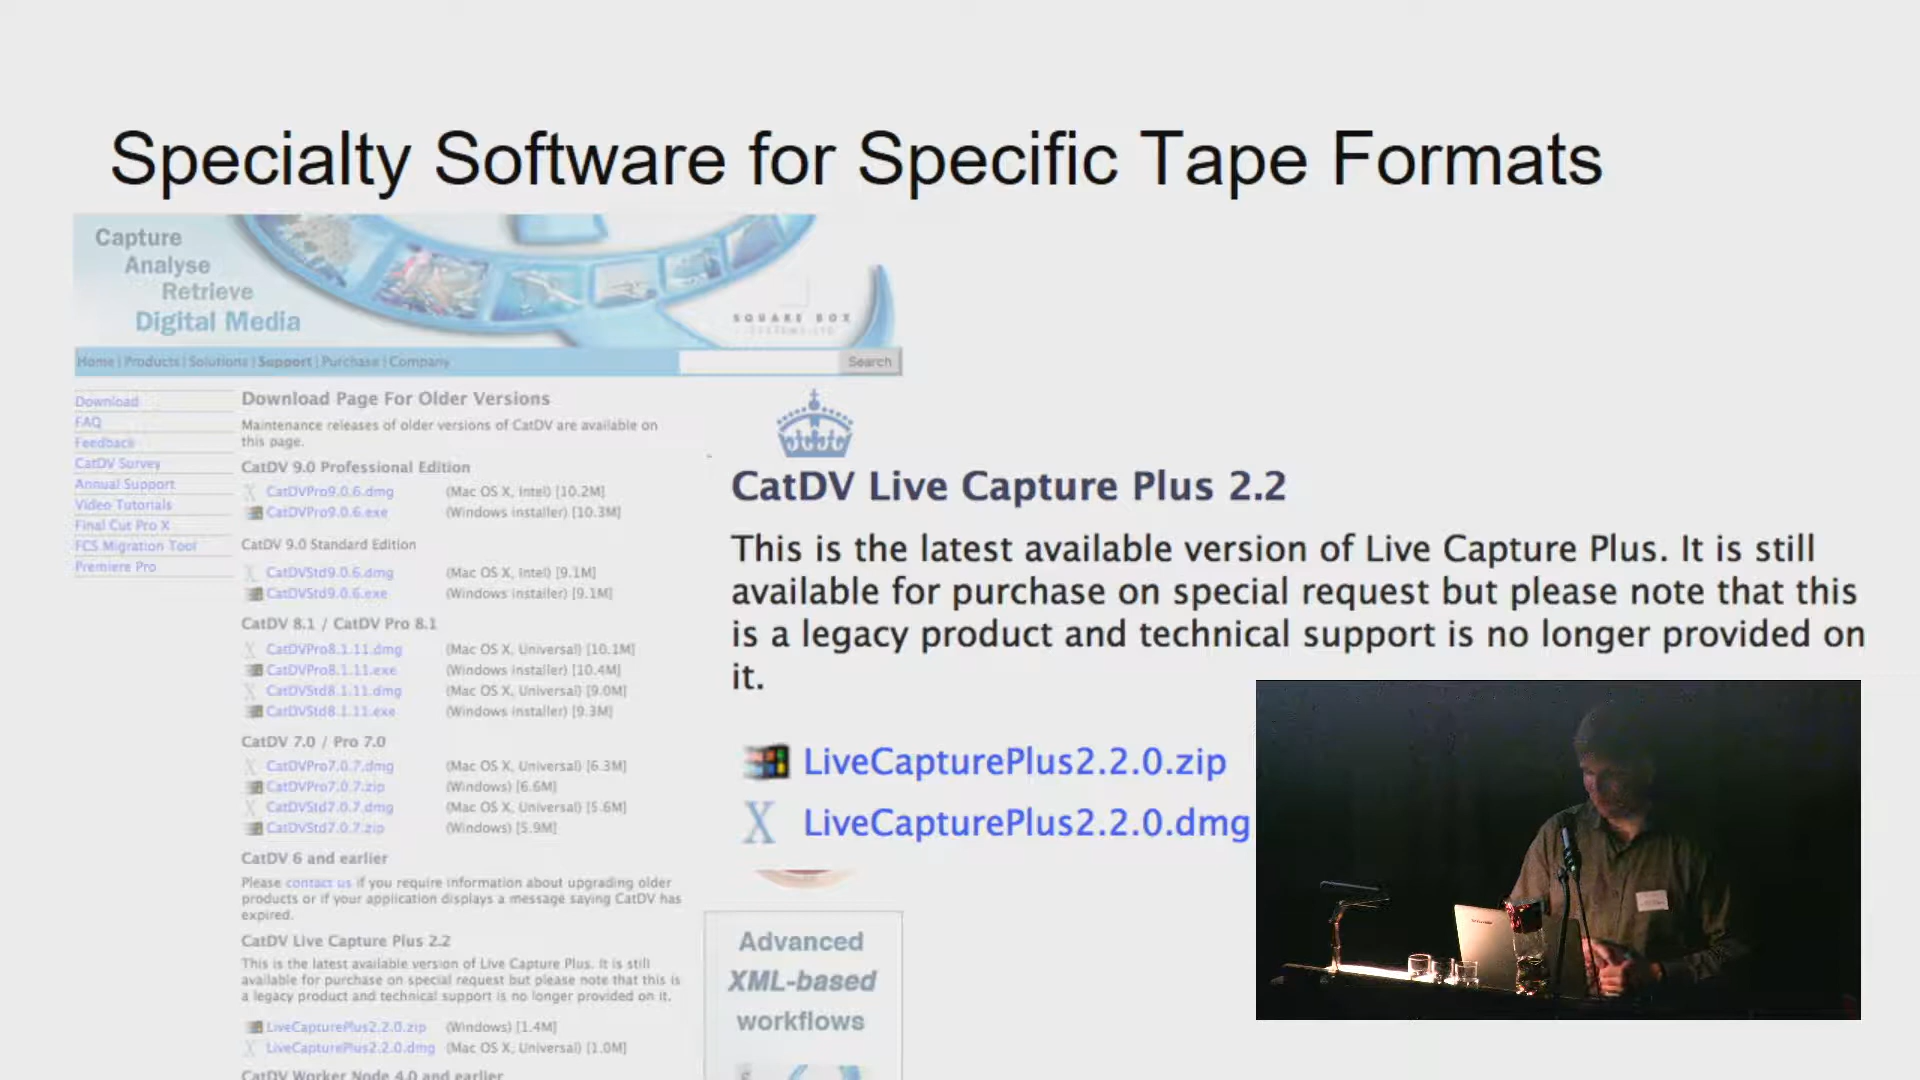 Specialty Software for Specific Tape Formats
Capture
Analyse
Retrieve
Digital Media
SQUARE BOX
SYSTEMS LTD
Home | Products | Solutions | Support | Purchase | Company
Search
Download
FAQ
Feedback
CatDV Survey
Annual Support
Video Tutorials
Final Cut Pro X
FCS Migration Tool
Premiere Pro
Download Page For Older Versions
Maintenance releases of older versions of CatDV are available on
this page.
CatDV 9.0 Professional Edition
CatDVPro9.0.6.dmg (Mac OS X, Intel) [10.2M]
CatDVPro9.0.6.exe (Windows installer) [10.3M]
CatDV 9.0 Standard Edition
CatDVStd9.0.6.dmg (Mac OS X, Intel) [9.1M]
CatDVStd9.0.6.exe (Windows installer) [9.1M]
CatDV 8.1 / CatDV Pro 8.1
CatDVPro8.1.11.dmg (Mac OS X, Universal) [10.1M]
CatDVPro8.1.11.exe (Windows installer) [10.4M]
CatDVStd8.1.11.dmg (Mac OS X, Universal) [9.0M]
CatDVStd8.1.11.exe (Windows installer) [9.3M]
CatDV 7.0 / Pro 7.0
CatDVPro7.0.7.dmg (Mac OS X, Universal) [6.3M]
CatDVPro7.0.7.zip (Windows) [6.6M]
CatDVStd7.0.7.dmg (Mac OS X, Universal) [5.6M]
CatDVStd7.0.7.zip (Windows) [5.9M]
CatDV 6 and earlier
Please contact us if you require information about upgrading older
products or if your application displays a message saying CatDV has
expired.
CatDV Live Capture Plus 2.2
This is the latest available version of Live Capture Plus. It is still
available for purchase on special request but please note that this is
a legacy product and technical support is no longer provided on it.
LiveCapturePlus2.2.0.zip (Windows) [1.4M]
LiveCapturePlus2.2.0.dmg (Mac OS X, Universal) [1.0M]
CatDV Worker Node 4.0 and earlier
CatDV Live Capture Plus 2.2
This is the latest available version of Live Capture Plus. It is still
available for purchase on special request but please note that this
is a legacy product and technical support is no longer provided on
it.
LiveCapturePlus2.2.0.zip
LiveCapturePlus2.2.0.dmg
Advanced
XML-based
workflows